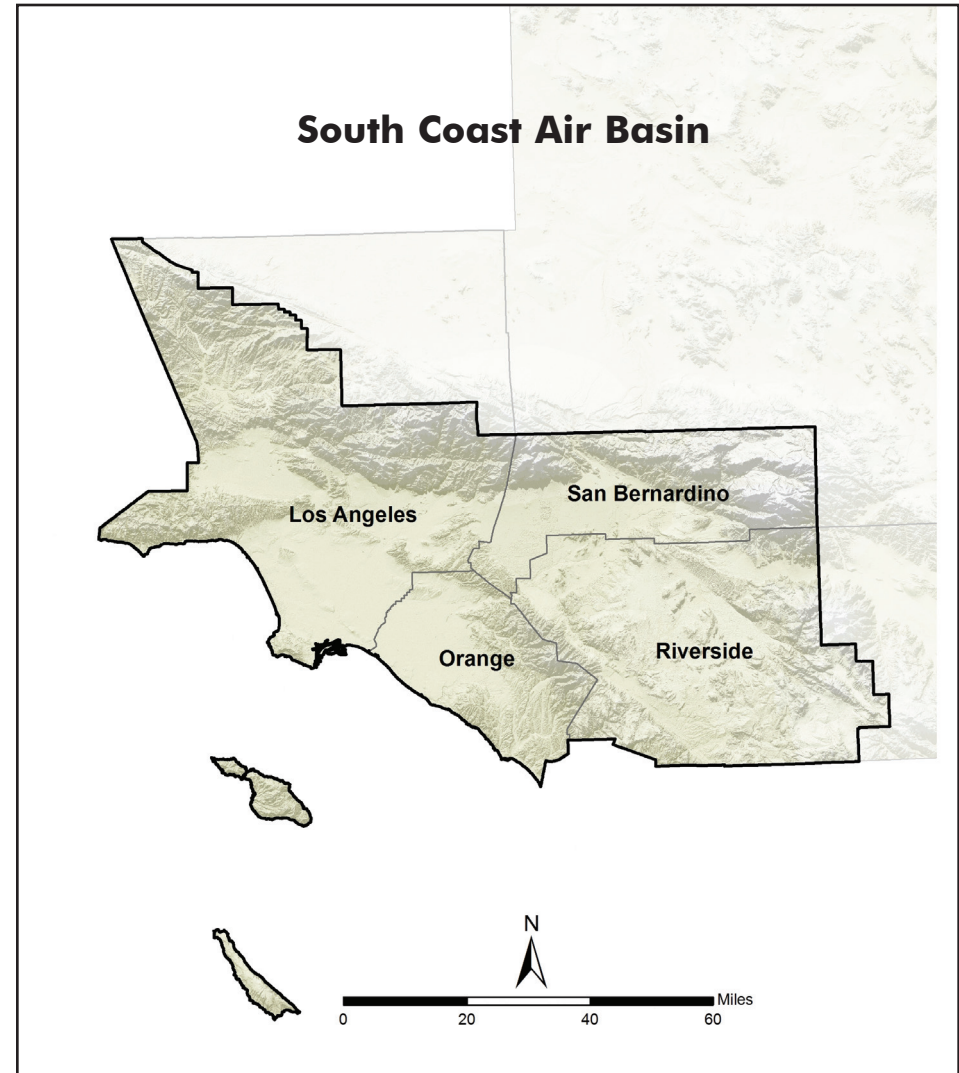 South Coast Air Basin
San Bernardino
Los Angeles
Riverside
Orange
N
Miles
0 20 40 60